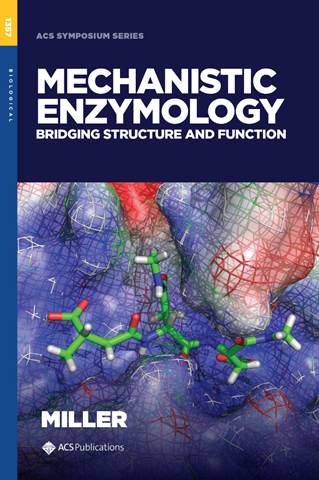 1357
BIOLOGICAL
ACS SYMPOSIUM SERIES
MECHANISTIC
ENZYMOLOGY
BRIDGING STRUCTURE AND FUNCTION
MILLER
ACS Publications